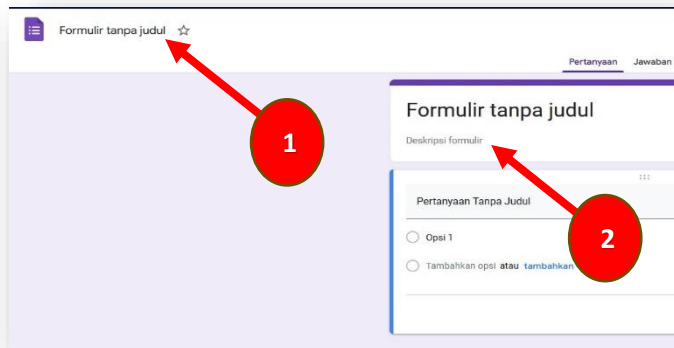 Formulir tanpa judul
Pertanyaan Jawaban
Formulir tanpa judul
1
Deskripsi formulir
Pertanyaan Tanpa Judul
Opsi 1
2
Tambahkan opsi atau tambahkan